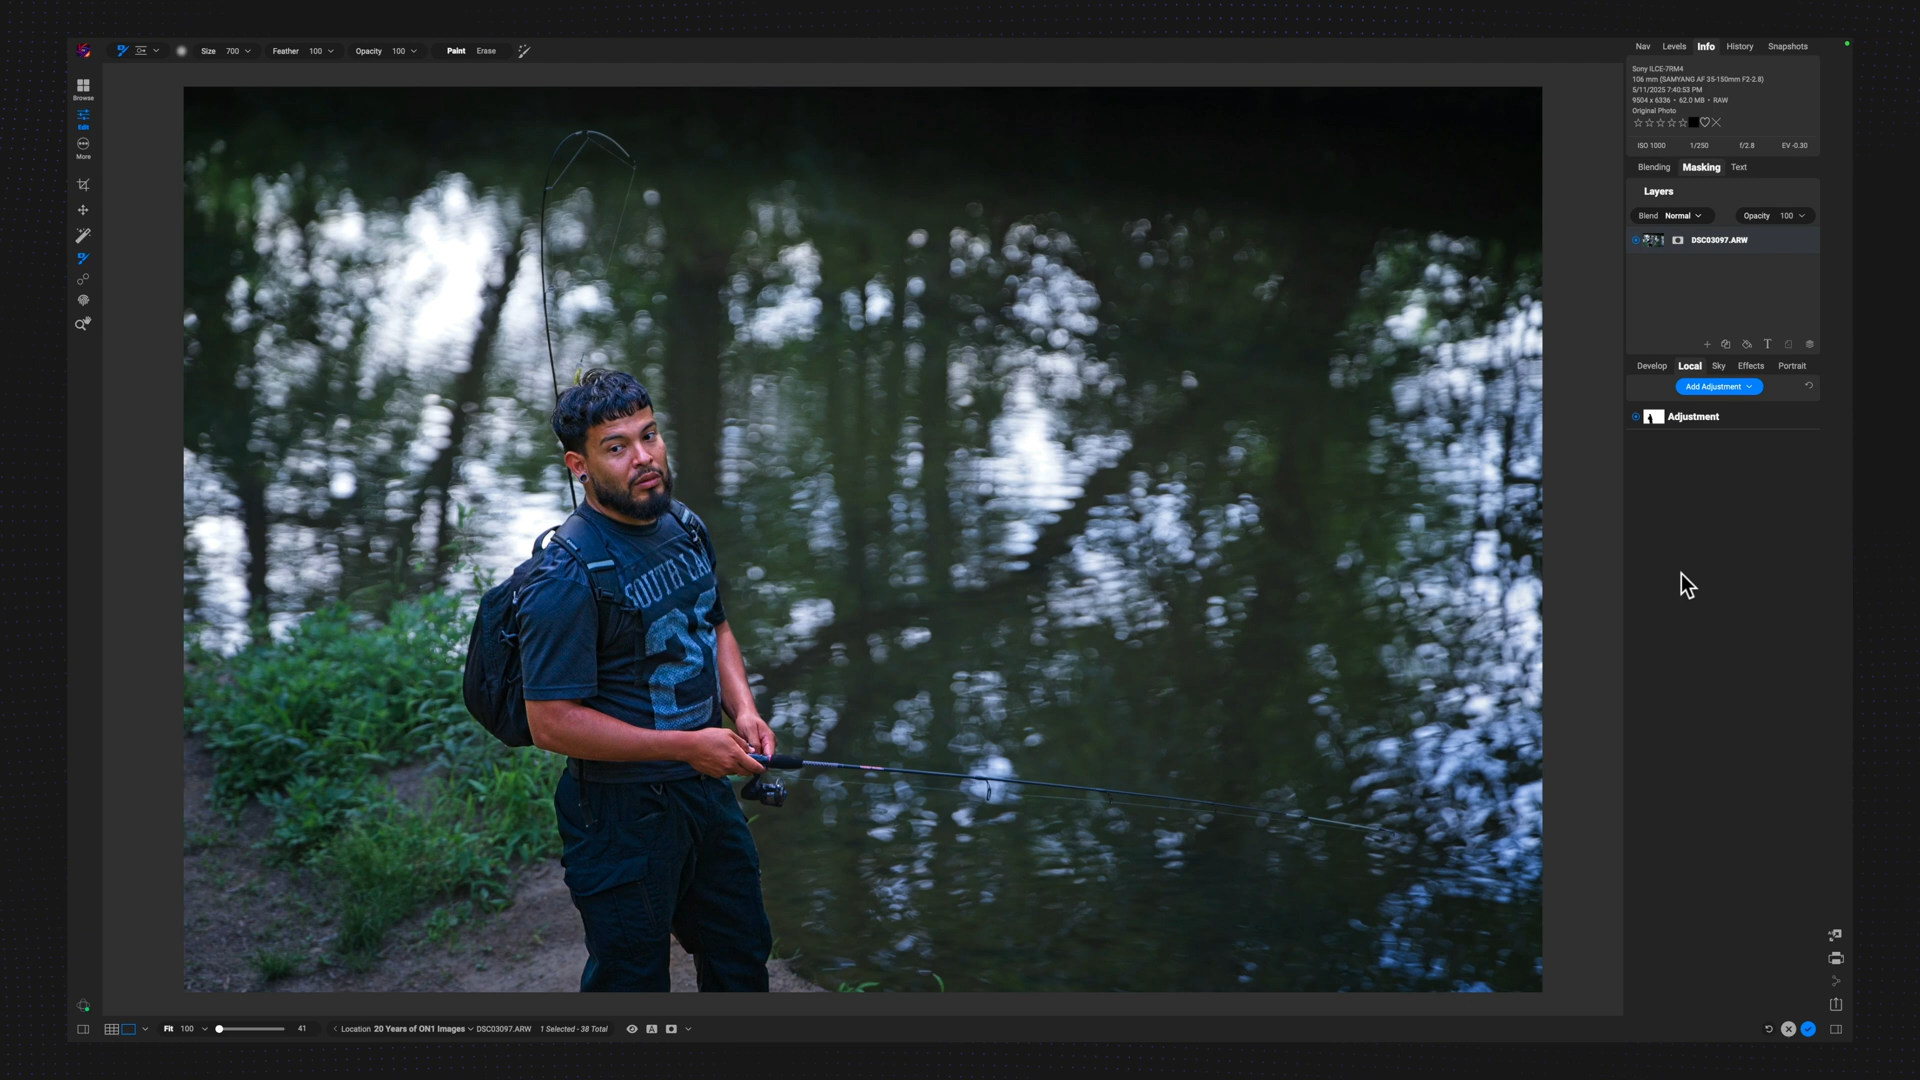 Size 700 Feather 100 Opacity 100 Paint Erase
Nav Levels Info History Snapshots
Sony ILCE-7RM4
106 mm (SAMYANG AF 35-150mm F2-2.8)
5/11/2025 7:40:53 PM
9504 x 6336 • 62.0 MB • RAW
Original Photo
ISO 1000 1/250 f/2.8 EV -0.30
Blending Masking Text
Layers
Blend Normal Opacity 100
DSC03097.ARW
T
Develop Local Sky Effects Portrait
Add Adjustment
Adjustment
Browse
Edit
More
SOUTH LA
2
Fit 100 41 Location 20 Years of ON1 Images DSC03097.ARW 1 Selected - 38 Total A